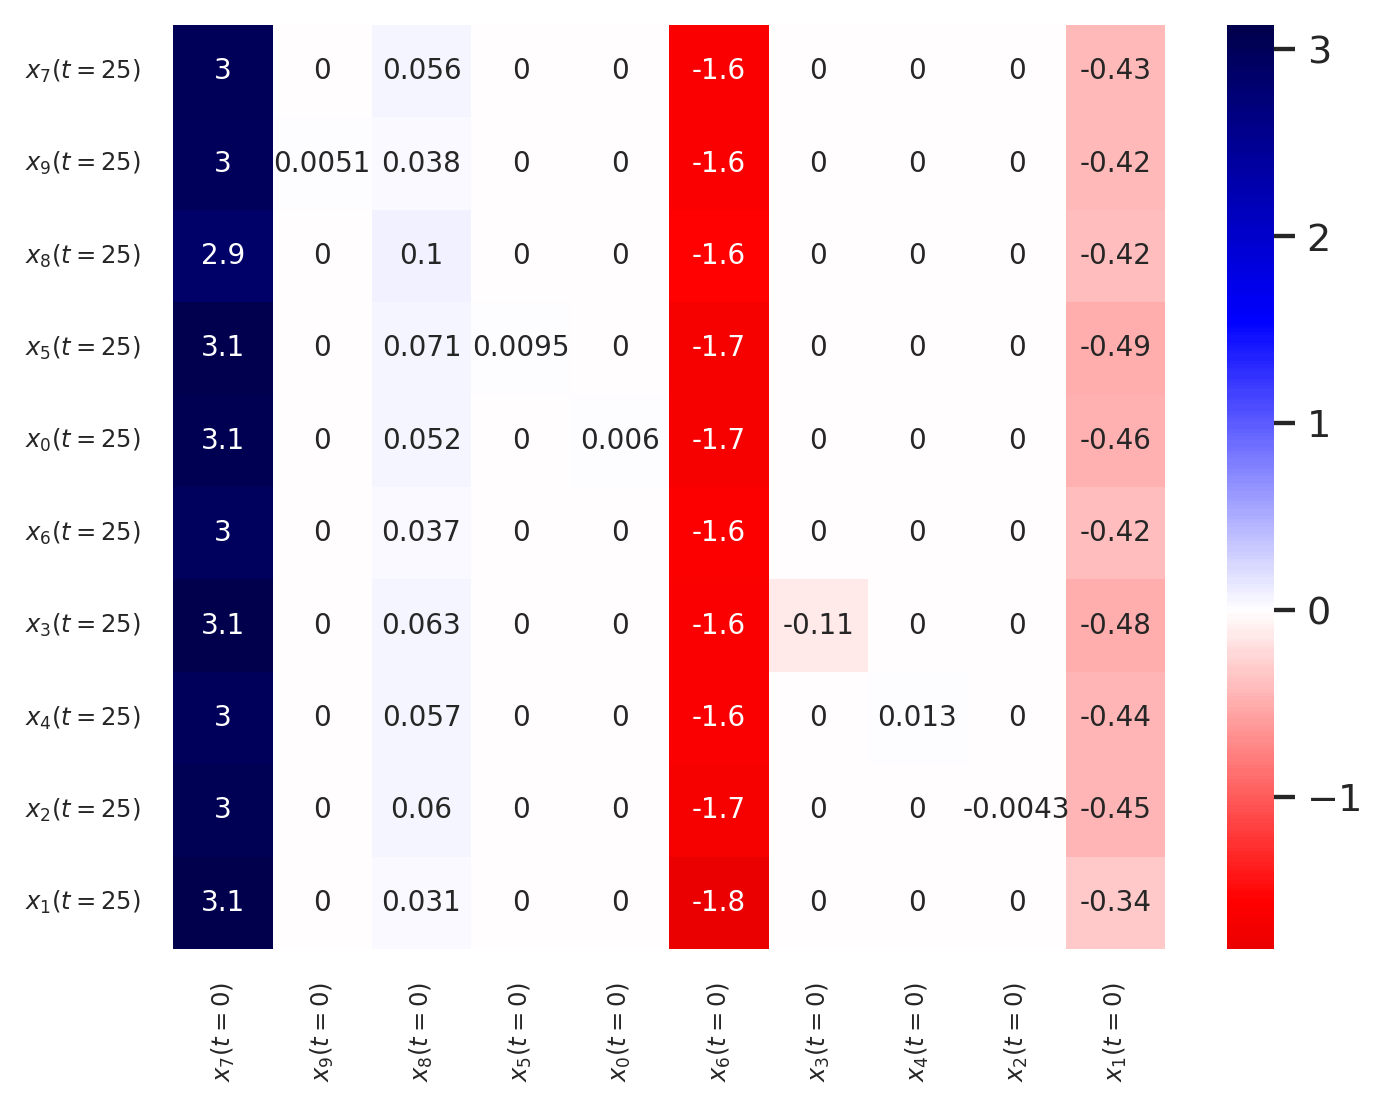 x₇(t = 25) 3 0 0.056 0 0 -1.6 0 0 0 -0.43
x₉(t = 25) 3 0.0051 0.038 0 0 -1.6 0 0 0 -0.42
x₈(t = 25) 2.9 0 0.1 0 0 -1.6 0 0 0 -0.42
x₅(t = 25) 3.1 0 0.071 0.0095 0 -1.7 0 0 0 -0.49
x₀(t = 25) 3.1 0 0.052 0 0.006 -1.7 0 0 0 -0.46
x₆(t = 25) 3 0 0.037 0 0 -1.6 0 0 0 -0.42
x₃(t = 25) 3.1 0 0.063 0 0 -1.6 -0.11 0 0 -0.48
x₄(t = 25) 3 0 0.057 0 0 -1.6 0 0.013 0 -0.44
x₂(t = 25) 3 0 0.06 0 0 -1.7 0 0 -0.0043 -0.45
x₁(t = 25) 3.1 0 0.031 0 0 -1.8 0 0 0 -0.34
x₇(t = 0)
x₉(t = 0)
x₈(t = 0)
x₅(t = 0)
x₀(t = 0)
x₆(t = 0)
x₃(t = 0)
x₄(t = 0)
x₂(t = 0)
x₁(t = 0)
3
2
1
0
−1